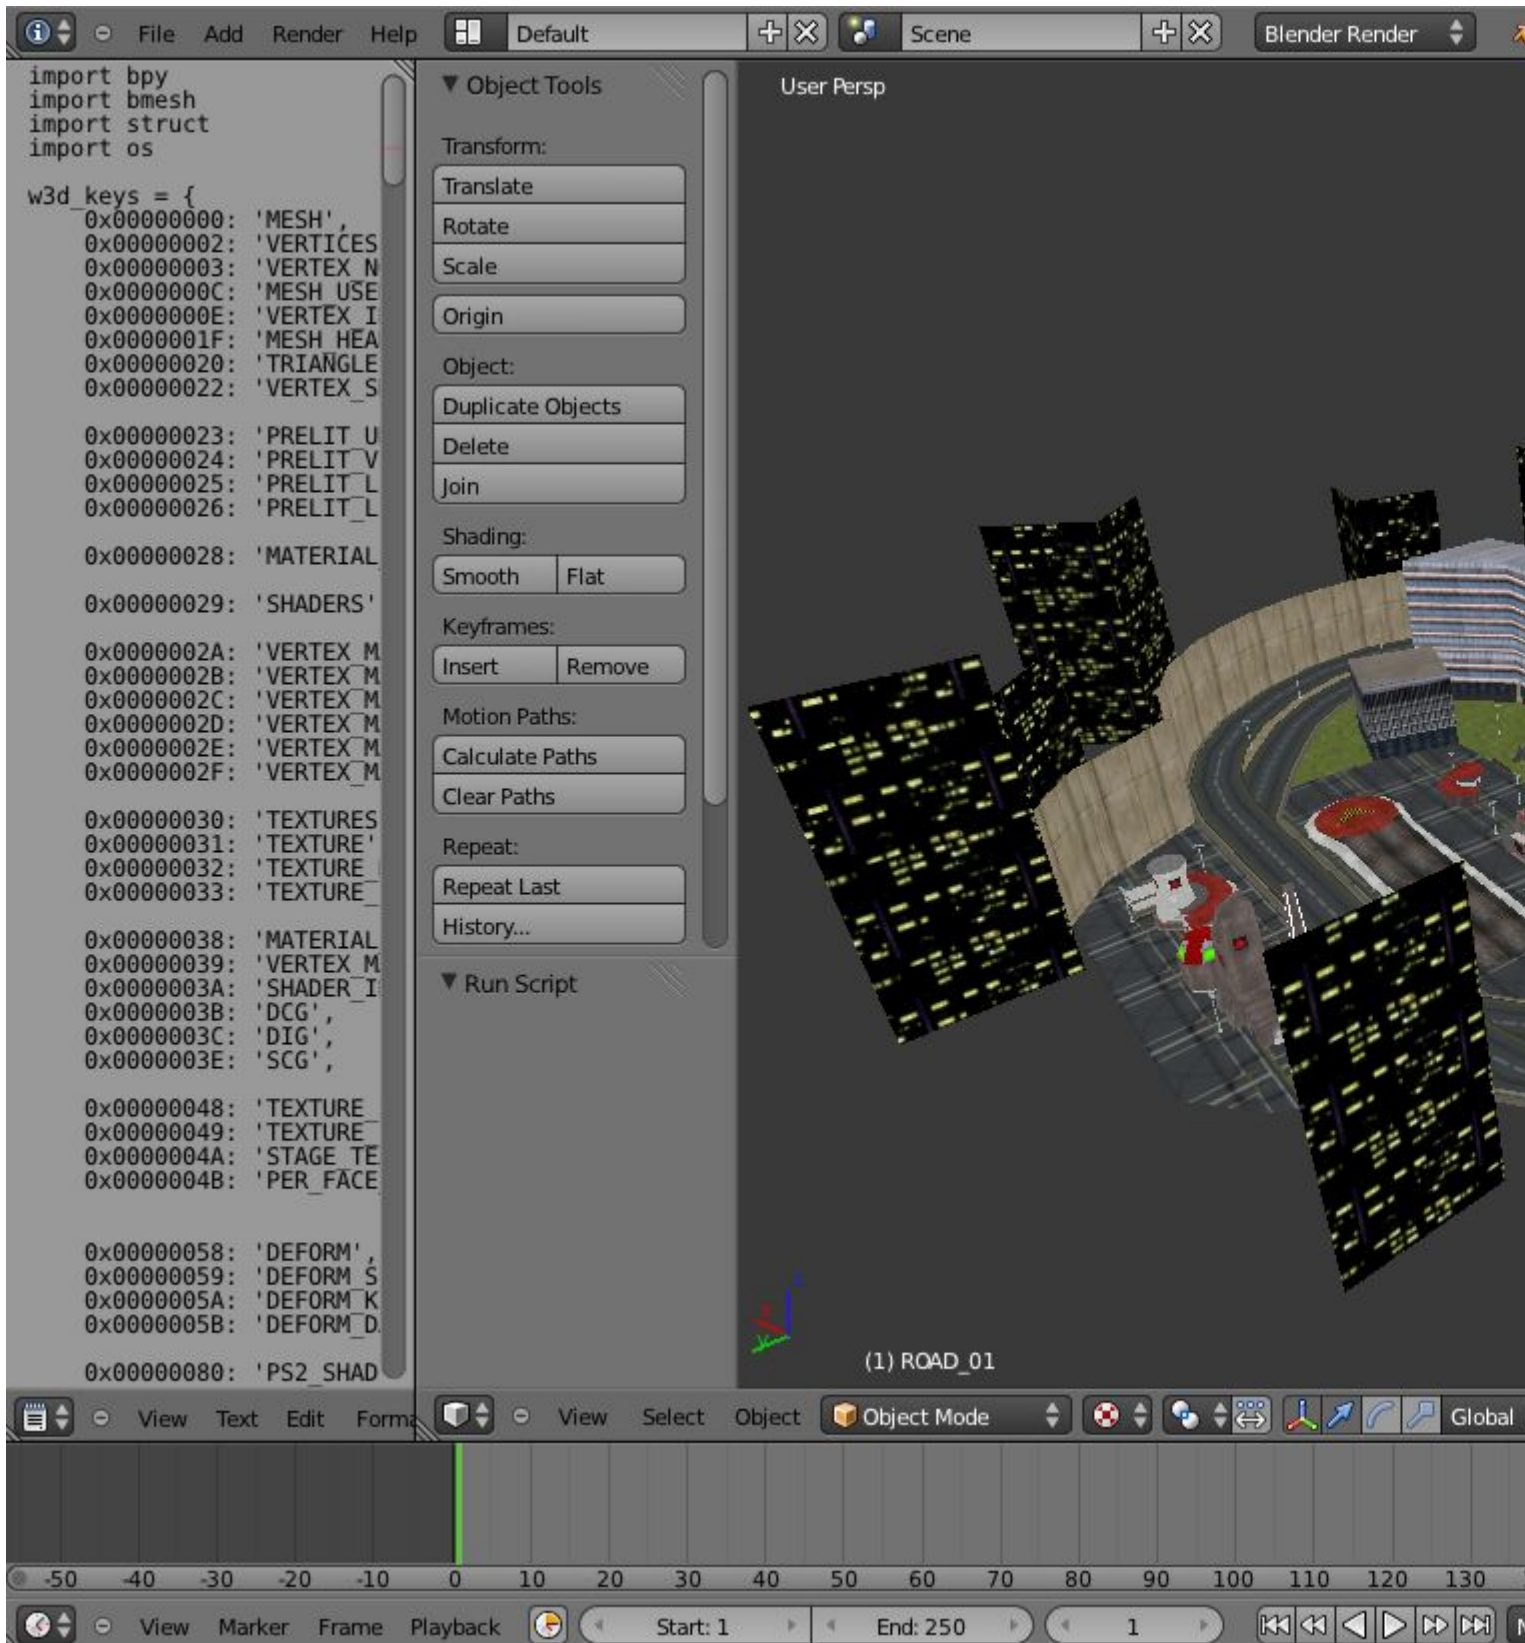 File Add Render Help Default Scene Blender Render
import bpy
import bmesh
import struct
import os
w3d_keys = {
0x00000000: 'MESH',
0x00000002: 'VERTICES
0x00000003: 'VERTEX_N
0x0000000C: 'MESH_USE
0x0000000E: 'VERTEX_I
0x0000001F: 'MESH_HEA
0x00000020: 'TRIANGLE
0x00000022: 'VERTEX_S
0x00000023: 'PRELIT_U
0x00000024: 'PRELIT_V
0x00000025: 'PRELIT_L
0x00000026: 'PRELIT_L
0x00000028: 'MATERIAL_
0x00000029: 'SHADERS'
0x0000002A: 'VERTEX_M
0x0000002B: 'VERTEX_M
0x0000002C: 'VERTEX_M
0x0000002D: 'VERTEX_M
0x0000002E: 'VERTEX_M
0x0000002F: 'VERTEX_M
0x00000030: 'TEXTURES
0x00000031: 'TEXTURE'
0x00000032: 'TEXTURE_
0x00000033: 'TEXTURE_
0x00000038: 'MATERIAL
0x00000039: 'VERTEX_M
0x0000003A: 'SHADER_I
0x0000003B: 'DCG',
0x0000003C: 'DIG',
0x0000003E: 'SCG',
0x00000048: 'TEXTURE_
0x00000049: 'TEXTURE_
0x0000004A: 'STAGE_TE
0x0000004B: 'PER_FACE_
0x00000058: 'DEFORM',
0x00000059: 'DEFORM_S
0x0000005A: 'DEFORM_K
0x0000005B: 'DEFORM_D
0x00000080: 'PS2_SHAD
View Text Edit Forma
Object Tools
Transform:
Translate
Rotate
Scale
Origin
Object:
Duplicate Objects
Delete
Join
Shading:
Smooth Flat
Keyframes:
Insert Remove
Motion Paths:
Calculate Paths
Clear Paths
Repeat:
Repeat Last
History...
Run Script
User Persp
(1) ROAD_01
View Select Object Object Mode Global
-50 -40 -30 -20 -10 0 10 20 30 40 50 60 70 80 90 100 110 120 130
View Marker Frame Playback Start: 1 End: 250 1